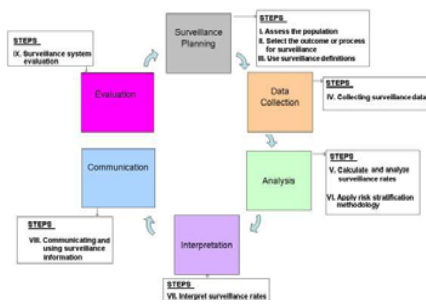 Surveillance
Planning
STEPS
I. Assess the population
II. Select the outcome or process
for surveillance
III. Use surveillance definitions
Data
Collection
STEPS
IV. Collecting surveillance data
Analysis
STEPS
V. Calculate and analyze
surveillance rates
VI. Apply risk stratification
methodology
Interpretation
STEPS
VII. Interpret surveillance rates
Communication
STEPS
VIII. Communicating and
using surveillance
information
Evaluation
STEPS
IX. Surveillance system
evaluation